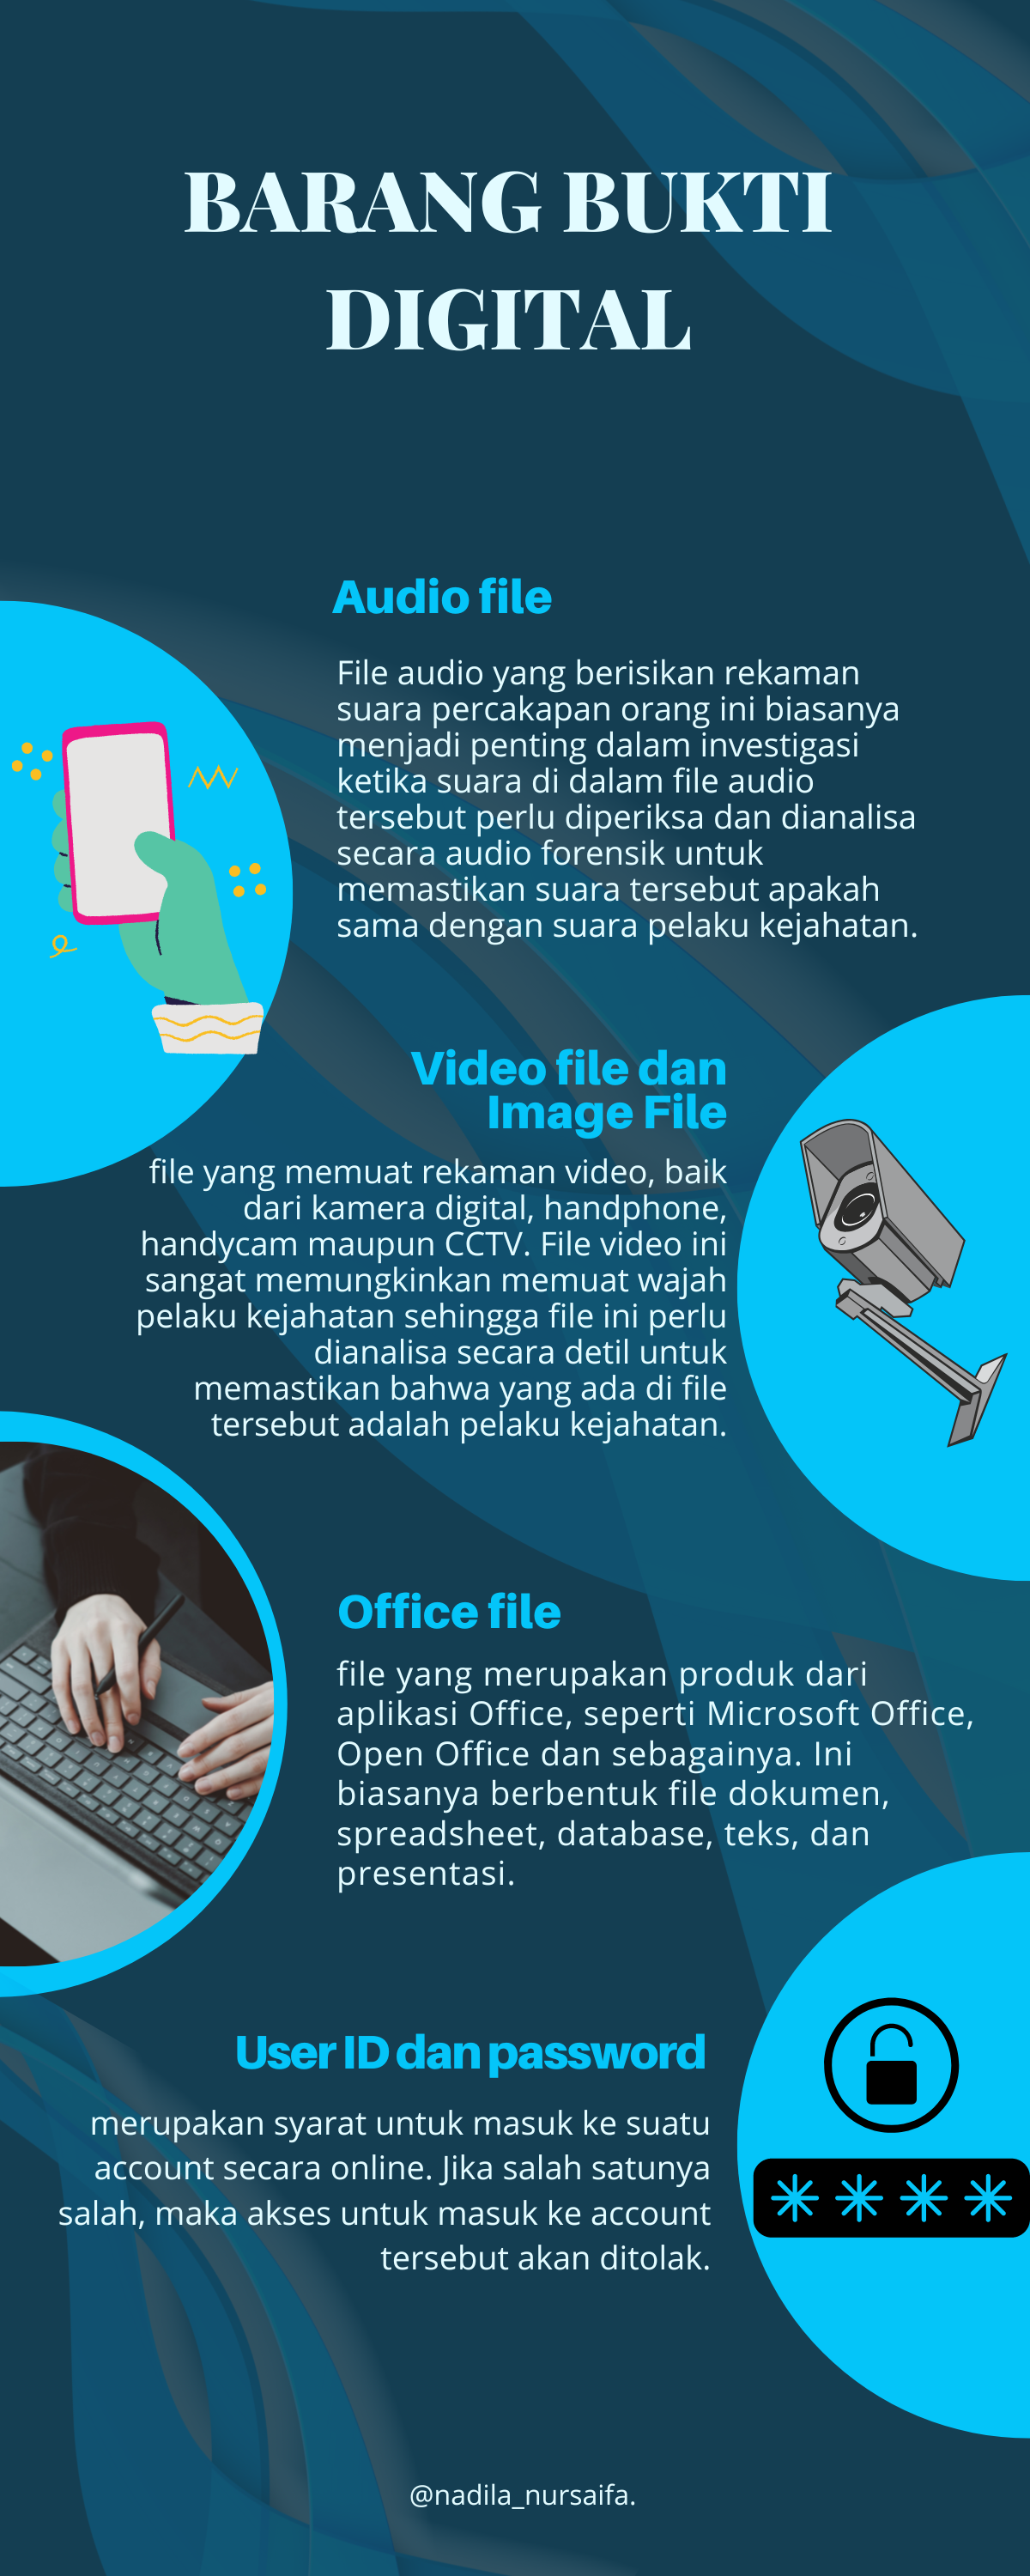 BARANG BUKTI
DIGITAL
Audio file
File audio yang berisikan rekaman
suara percakapan orang ini biasanya
menjadi penting dalam investigasi
ketika suara di dalam file audio
tersebut perlu diperiksa dan dianalisa
secara audio forensik untuk
memastikan suara tersebut apakah
sama dengan suara pelaku kejahatan.
Video file dan
Image File
file yang memuat rekaman video, baik
dari kamera digital, handphone,
handycam maupun CCTV. File video ini
sangat memungkinkan memuat wajah
pelaku kejahatan sehingga file ini perlu
dianalisa secara detil untuk
memastikan bahwa yang ada di file
tersebut adalah pelaku kejahatan.
Office file
file yang merupakan produk dari
aplikasi Office, seperti Microsoft Office,
Open Office dan sebagainya. Ini
biasanya berbentuk file dokumen,
spreadsheet, database, teks, dan
presentasi.
User ID dan password
merupakan syarat untuk masuk ke suatu
account secara online. Jika salah satunya
salah, maka akses untuk masuk ke account
tersebut akan ditolak.
@nadila_nursaifa.